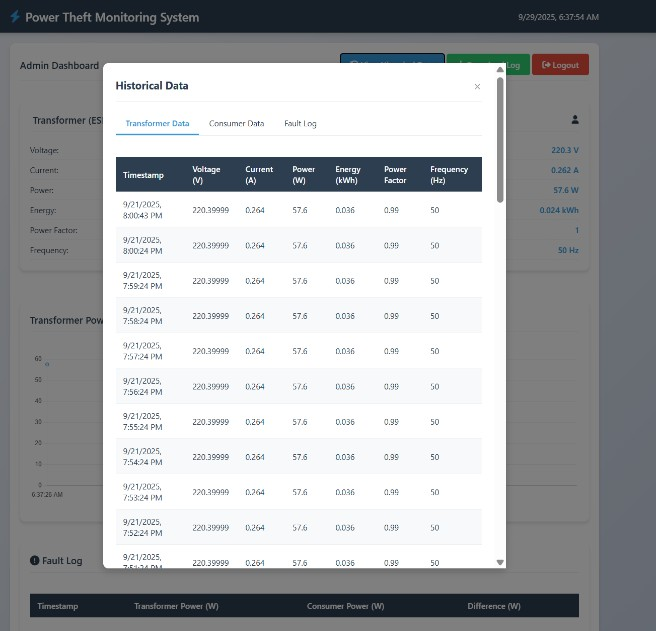 Power Theft Monitoring System
9/29/2025, 6:37:54 AM
Admin Dashboard
Log
Logout
Historical Data
×
Transformer Data
Consumer Data
Fault Log
Timestamp Voltage (V) Current (A) Power (W) Energy (kWh) Power Factor Frequency (Hz)
9/21/2025, 8:00:43 PM 220.39999 0.264 57.6 0.036 0.99 50
9/21/2025, 8:00:24 PM 220.39999 0.264 57.6 0.036 0.99 50
9/21/2025, 7:59:24 PM 220.39999 0.264 57.6 0.036 0.99 50
9/21/2025, 7:58:24 PM 220.39999 0.264 57.6 0.036 0.99 50
9/21/2025, 7:57:24 PM 220.39999 0.264 57.6 0.036 0.99 50
9/21/2025, 7:56:24 PM 220.39999 0.264 57.6 0.036 0.99 50
9/21/2025, 7:55:24 PM 220.39999 0.264 57.6 0.036 0.99 50
9/21/2025, 7:54:24 PM 220.39999 0.264 57.6 0.036 0.99 50
9/21/2025, 7:53:24 PM 220.39999 0.264 57.6 0.036 0.99 50
9/21/2025, 7:52:24 PM 220.39999 0.264 57.6 0.036 0.99 50
9/21/2025, 7:51:24 PM 220.39999 0.264 57.6 0.036 0.99 50
Transformer (ES
Voltage: 220.3 V
Current: 0.262 A
Power: 57.6 W
Energy: 0.024 kWh
Power Factor: 1
Frequency: 50 Hz
Transformer Pow
60
50
40
30
20
10
0
6:37:26 AM
Fault Log
Timestamp Transformer Power (W) Consumer Power (W) Difference (W)